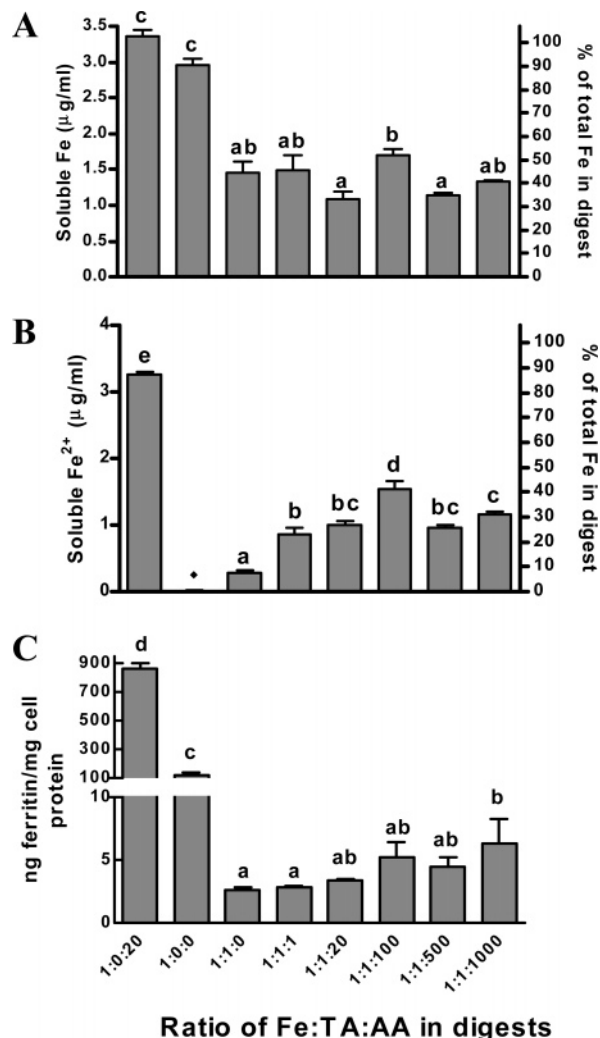 A
Soluble Fe (μg/ml)
3.5
3.0
2.5
2.0
1.5
1.0
0.5
0.0
c
c
ab
ab
a
b
a
ab
100
90
80
70
60
50
40
30
20
10
0
% of total Fe in digest
B
Soluble Fe2+ (μg/ml)
4
3
2
1
0
e
⬥
a
b
bc
d
bc
c
100
90
80
70
60
50
40
30
20
10
0
% of total Fe in digest
C
ng ferritin/mg cell
protein
900
700
500
300
100
10
5
0
d
c
a
a
ab
ab
ab
b
1:0:20
1:0:0
1:1:0
1:1:1
1:1:20
1:1:100
1:1:500
1:1:1000
Ratio of Fe:TA:AA in digests